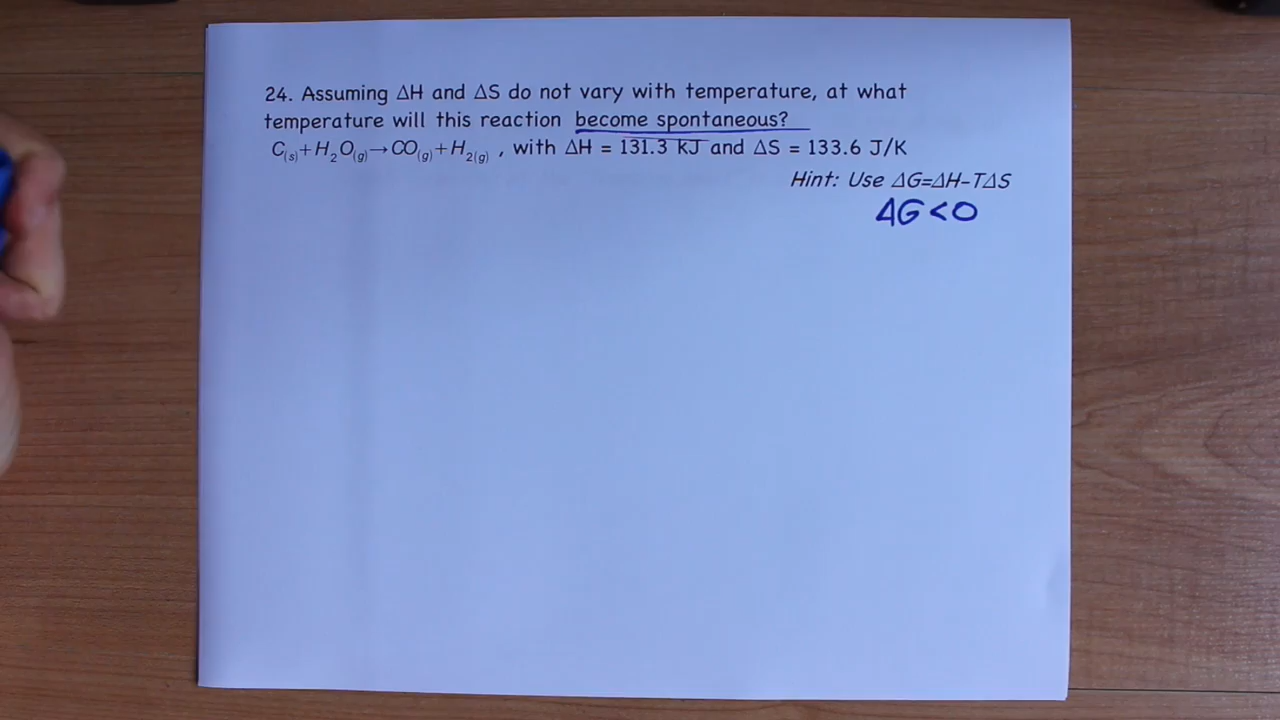 24. Assuming ΔH and ΔS do not vary with temperature, at what
temperature will this reaction become spontaneous?
C(s)+H₂O(g)→CO(g)+H₂(g) , with ΔH = 131.3 kJ and ΔS = 133.6 J/K
Hint: Use ΔG=ΔH-TΔS
ΔG<0